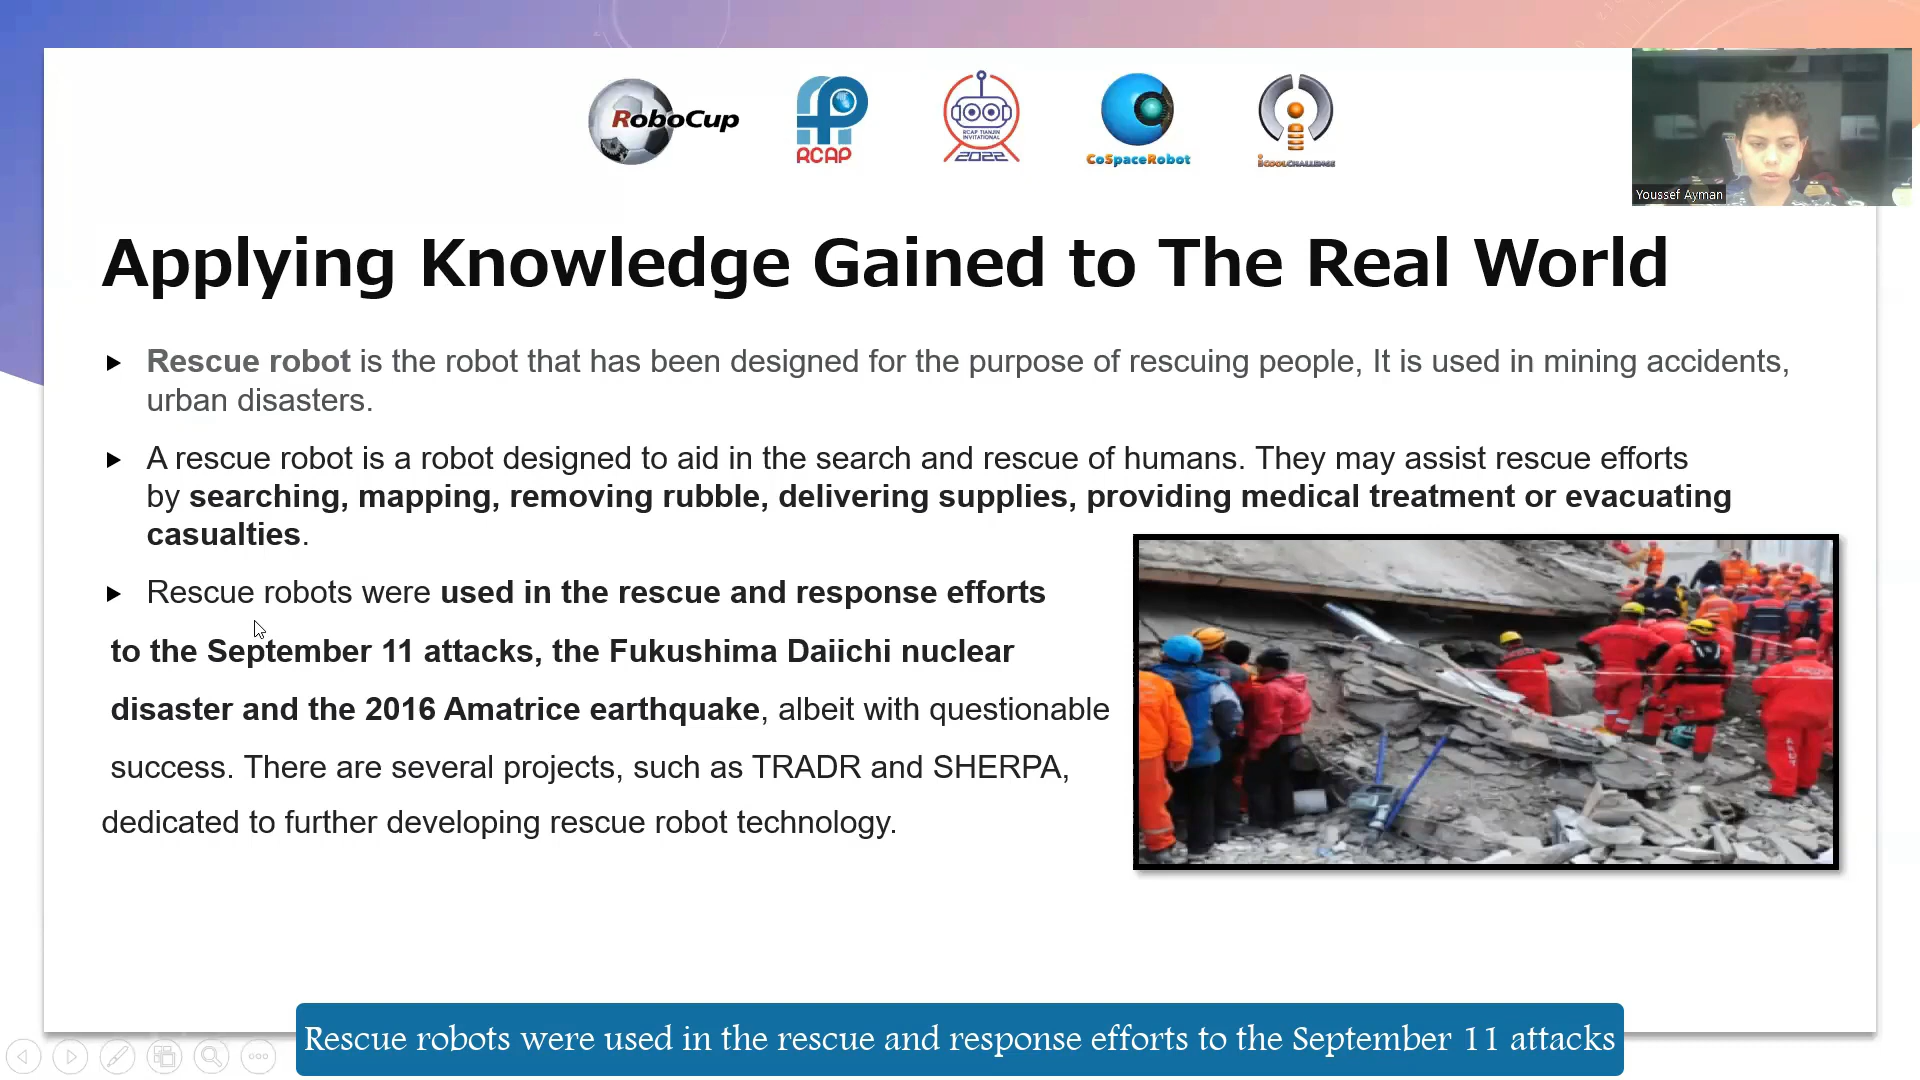 RoboCup
RCAP
RCAP TIANJIN
INVITATIONAL
2022
CoSpaceRobot
iCOOLCHALLENGE
Youssef Ayman
Applying Knowledge Gained to The Real World
Rescue robot is the robot that has been designed for the purpose of rescuing people, It is used in mining accidents,
urban disasters.
A rescue robot is a robot designed to aid in the search and rescue of humans. They may assist rescue efforts
by searching, mapping, removing rubble, delivering supplies, providing medical treatment or evacuating
casualties.
Rescue robots were used in the rescue and response efforts
to the September 11 attacks, the Fukushima Daiichi nuclear
disaster and the 2016 Amatrice earthquake, albeit with questionable
success. There are several projects, such as TRADR and SHERPA,
dedicated to further developing rescue robot technology.
Rescue robots were used in the rescue and response efforts to the September 11 attacks